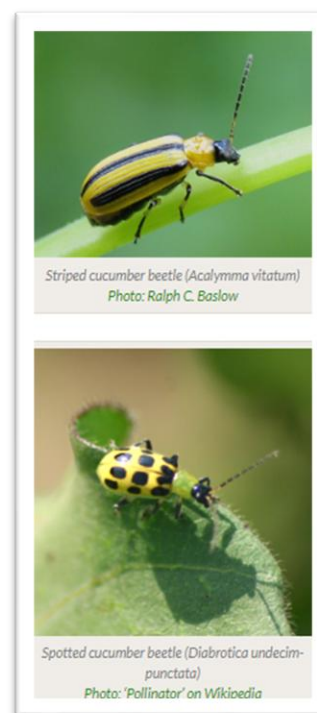 Striped cucumber beetle (Acalymma vitatum)
Photo: Ralph C. Baslow
Spotted cucumber beetle (Diabrotica undecim-
punctata)
Photo: 'Pollinator' on Wikipedia